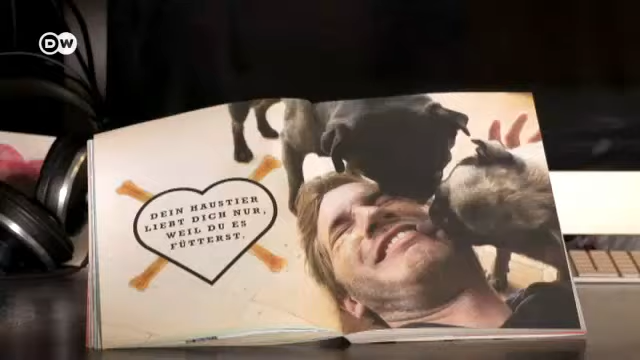 DW
DEIN HAUSTIER
LIEBT DICH NUR,
WEIL DU ES
FÜTTERST.